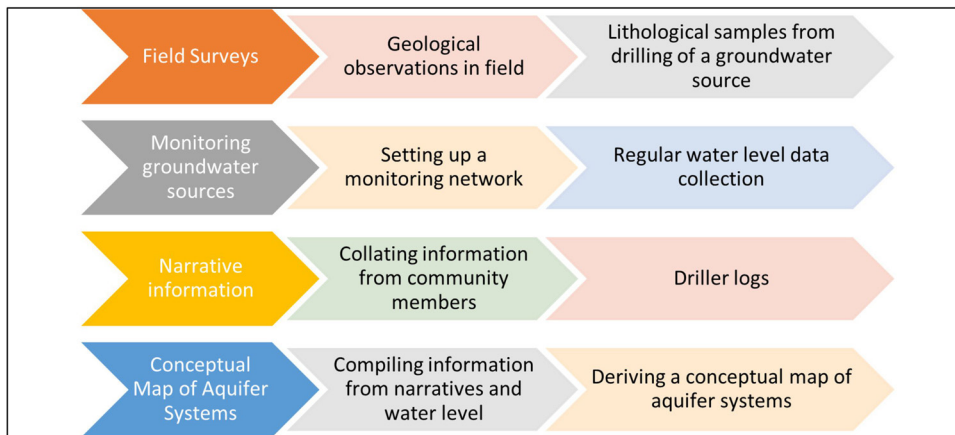 Field Surveys
Geological
observations in field
Lithological samples from
drilling of a groundwater
source
Monitoring
groundwater
sources
Setting up a
monitoring network
Regular water level data
collection
Narrative
information
Collating information
from community
members
Driller logs
Conceptual
Map of Aquifer
Systems
Compiling information
from narratives and
water level
Deriving a conceptual map of
aquifer systems